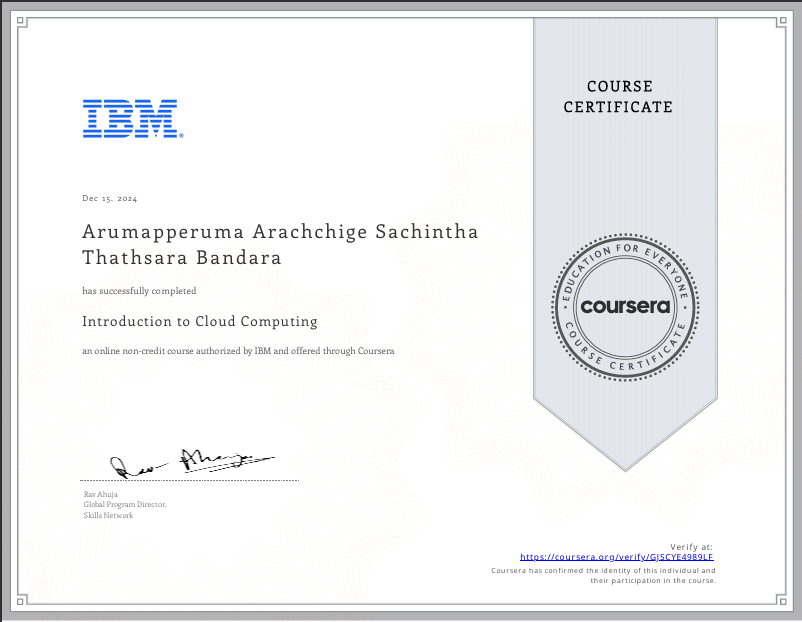 IBM®
COURSE
CERTIFICATE
Dec 15, 2024
Arumapperuma Arachchige Sachintha
Thathsara Bandara
has successfully completed
Introduction to Cloud Computing
an online non-credit course authorized by IBM and offered through Coursera
EDUCATION FOR EVERYONE
coursera
COURSE CERTIFICATE
Rav Ahuja
Global Program Director,
Skills Network
Verify at:
https://coursera.org/verify/GJSCYE4989LF
Coursera has confirmed the identity of this individual and
their participation in the course.